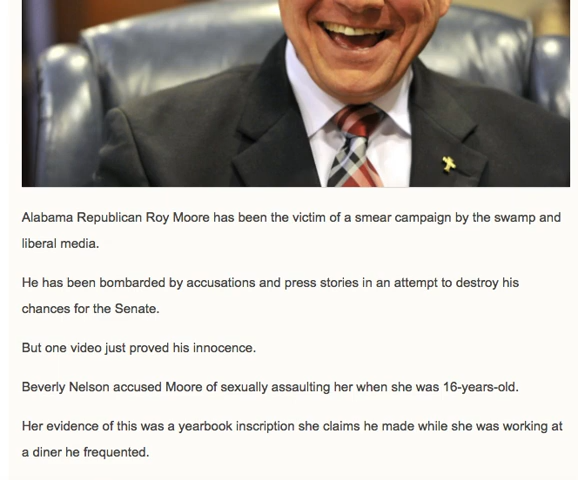 Alabama Republican Roy Moore has been the victim of a smear campaign by the swamp and
liberal media.
He has been bombarded by accusations and press stories in an attempt to destroy his
chances for the Senate.
But one video just proved his innocence.
Beverly Nelson accused Moore of sexually assaulting her when she was 16-years-old.
Her evidence of this was a yearbook inscription she claims he made while she was working at
a diner he frequented.